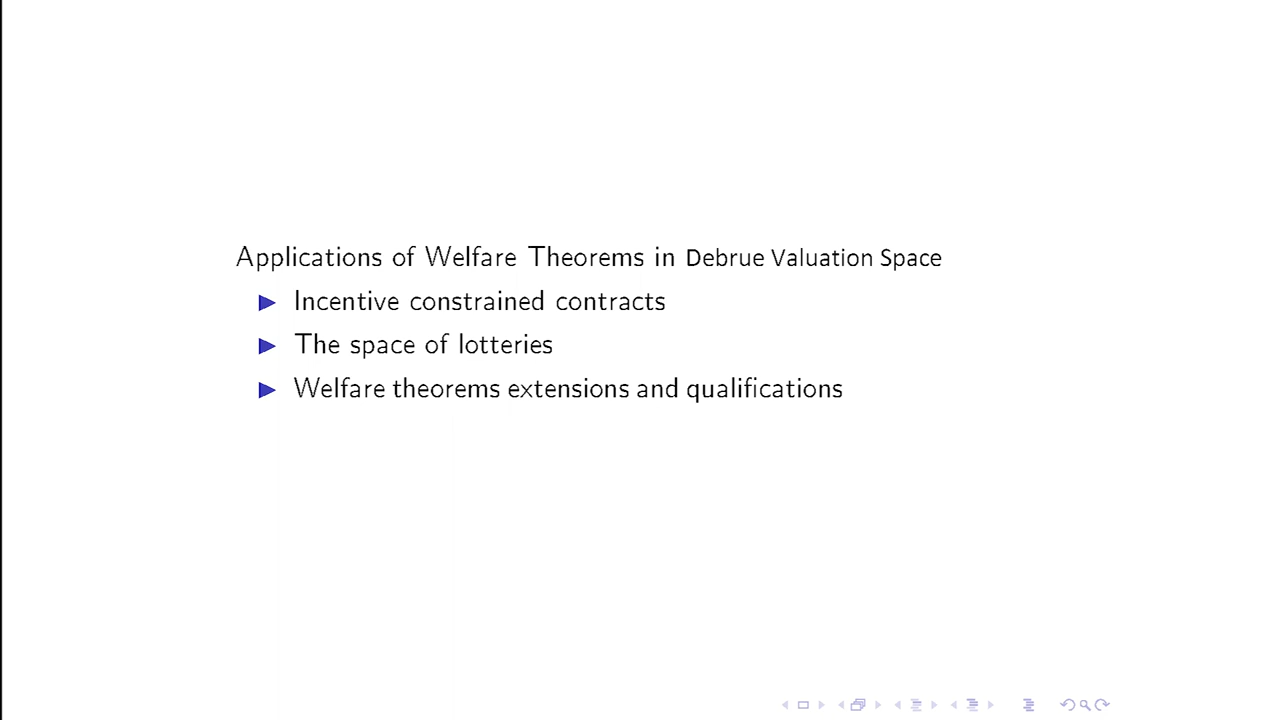 Applications of Welfare Theorems in Debrue Valuation Space
Incentive constrained contracts
The space of lotteries
Welfare theorems extensions and qualifications